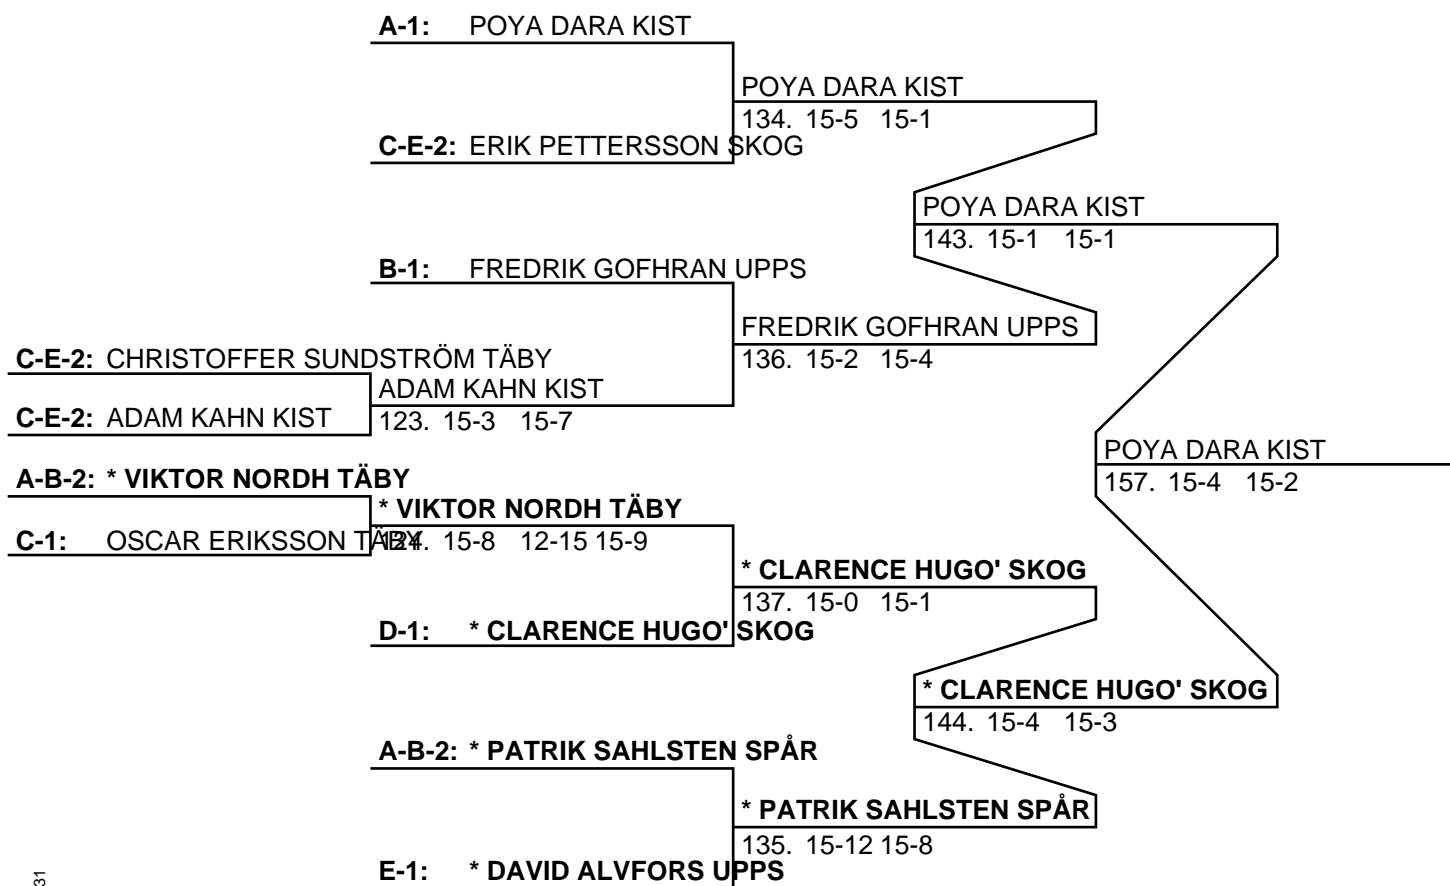 A-1: POYA DARA KIST
POYA DARA KIST
134. 15-5 15-1
C-E-2: ERIK PETTERSSON SKOG
POYA DARA KIST
143. 15-1 15-1
B-1: FREDRIK GOFHRAN UPPS
FREDRIK GOFHRAN UPPS
136. 15-2 15-4
C-E-2: CHRISTOFFER SUNDSTRÖM TÄBY
ADAM KAHN KIST
123. 15-3 15-7
C-E-2: ADAM KAHN KIST
POYA DARA KIST
157. 15-4 15-2
A-B-2: * VIKTOR NORDH TÄBY
* VIKTOR NORDH TÄBY
124. 15-8 12-15 15-9
C-1: OSCAR ERIKSSON TÄBY
* CLARENCE HUGO' SKOG
137. 15-0 15-1
D-1: * CLARENCE HUGO' SKOG
* CLARENCE HUGO' SKOG
144. 15-4 15-3
A-B-2: * PATRIK SAHLSTEN SPÅR
* PATRIK SAHLSTEN SPÅR
135. 15-12 15-8
E-1: * DAVID ALVFORS UPPS
31